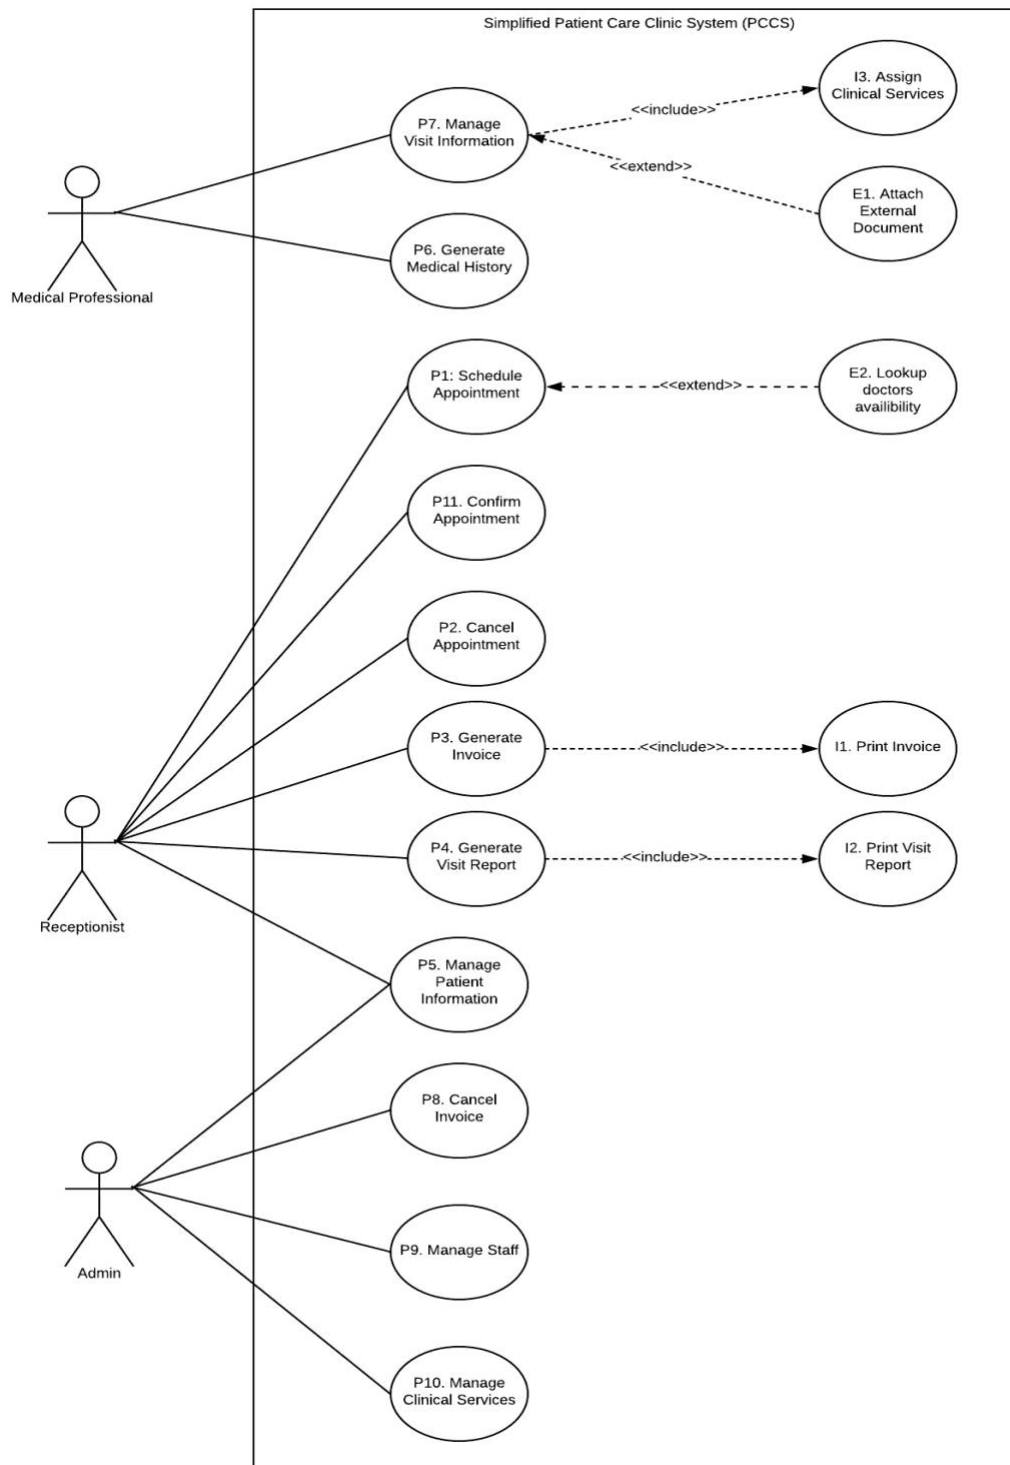 Simplified Patient Care Clinic System (PCCS)
I3. Assign
Clinical Services
P7. Manage
Visit Information
<<include>>
<<extend>>
E1. Attach
External
Document
Medical Professional
P6. Generate
Medical History
P1: Schedule
Appointment
<<extend>>
E2. Lookup
doctors
availibility
P11. Confirm
Appointment
P2. Cancel
Appointment
P3. Generate
Invoice
<<include>>
I1. Print Invoice
P4. Generate
Visit Report
<<include>>
I2. Print Visit
Report
Receptionist
P5. Manage
Patient
Information
P8. Cancel
Invoice
Admin
P9. Manage Staff
P10. Manage
Clinical Services